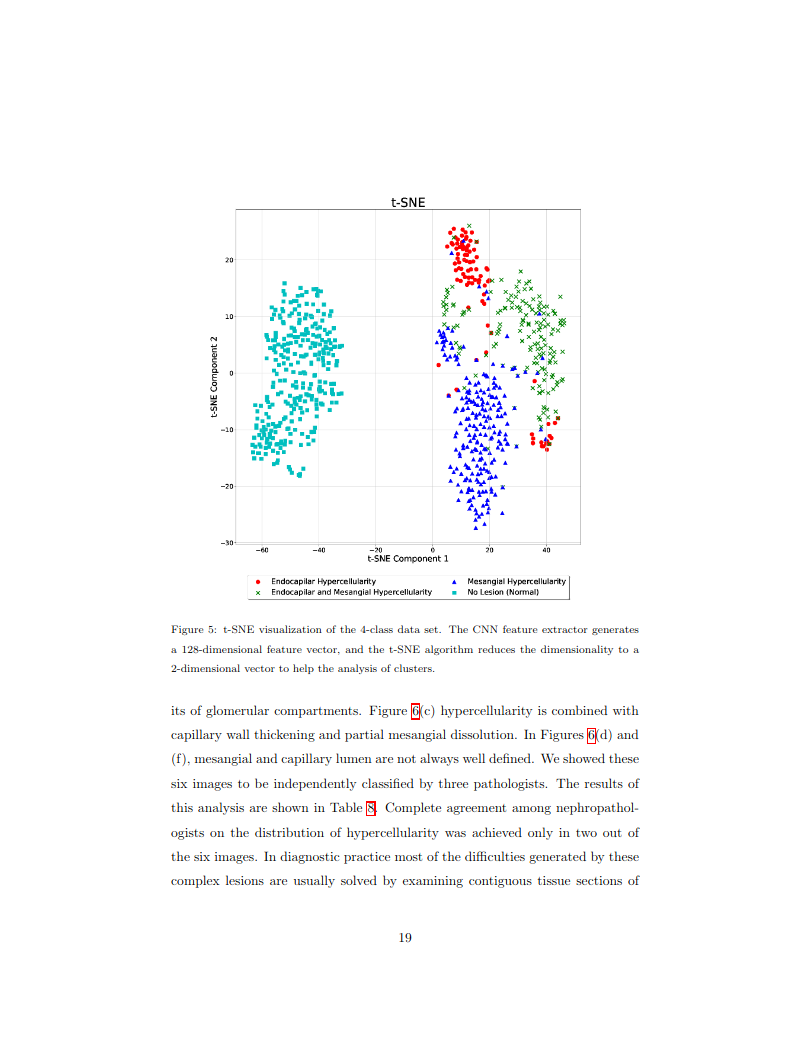 t-SNE
t-SNE Component 2
20
10
0
−10
−20
−30
−60
−40
−20
0
20
40
t-SNE Component 1
Endocapilar Hypercellularity
Mesangial Hypercellularity
Endocapilar and Mesangial Hypercellularity
No Lesion (Normal)
Figure 5: t-SNE visualization of the 4-class data set. The CNN feature extractor generates
a 128-dimensional feature vector, and the t-SNE algorithm reduces the dimensionality to a
2-dimensional vector to help the analysis of clusters.
its of glomerular compartments. Figure 6(c) hypercellularity is combined with
capillary wall thickening and partial mesangial dissolution. In Figures 6(d) and
(f), mesangial and capillary lumen are not always well defined. We showed these
six images to be independently classified by three pathologists. The results of
this analysis are shown in Table 8. Complete agreement among nephropathol-
ogists on the distribution of hypercellularity was achieved only in two out of
the six images. In diagnostic practice most of the difficulties generated by these
complex lesions are usually solved by examining contiguous tissue sections of
19